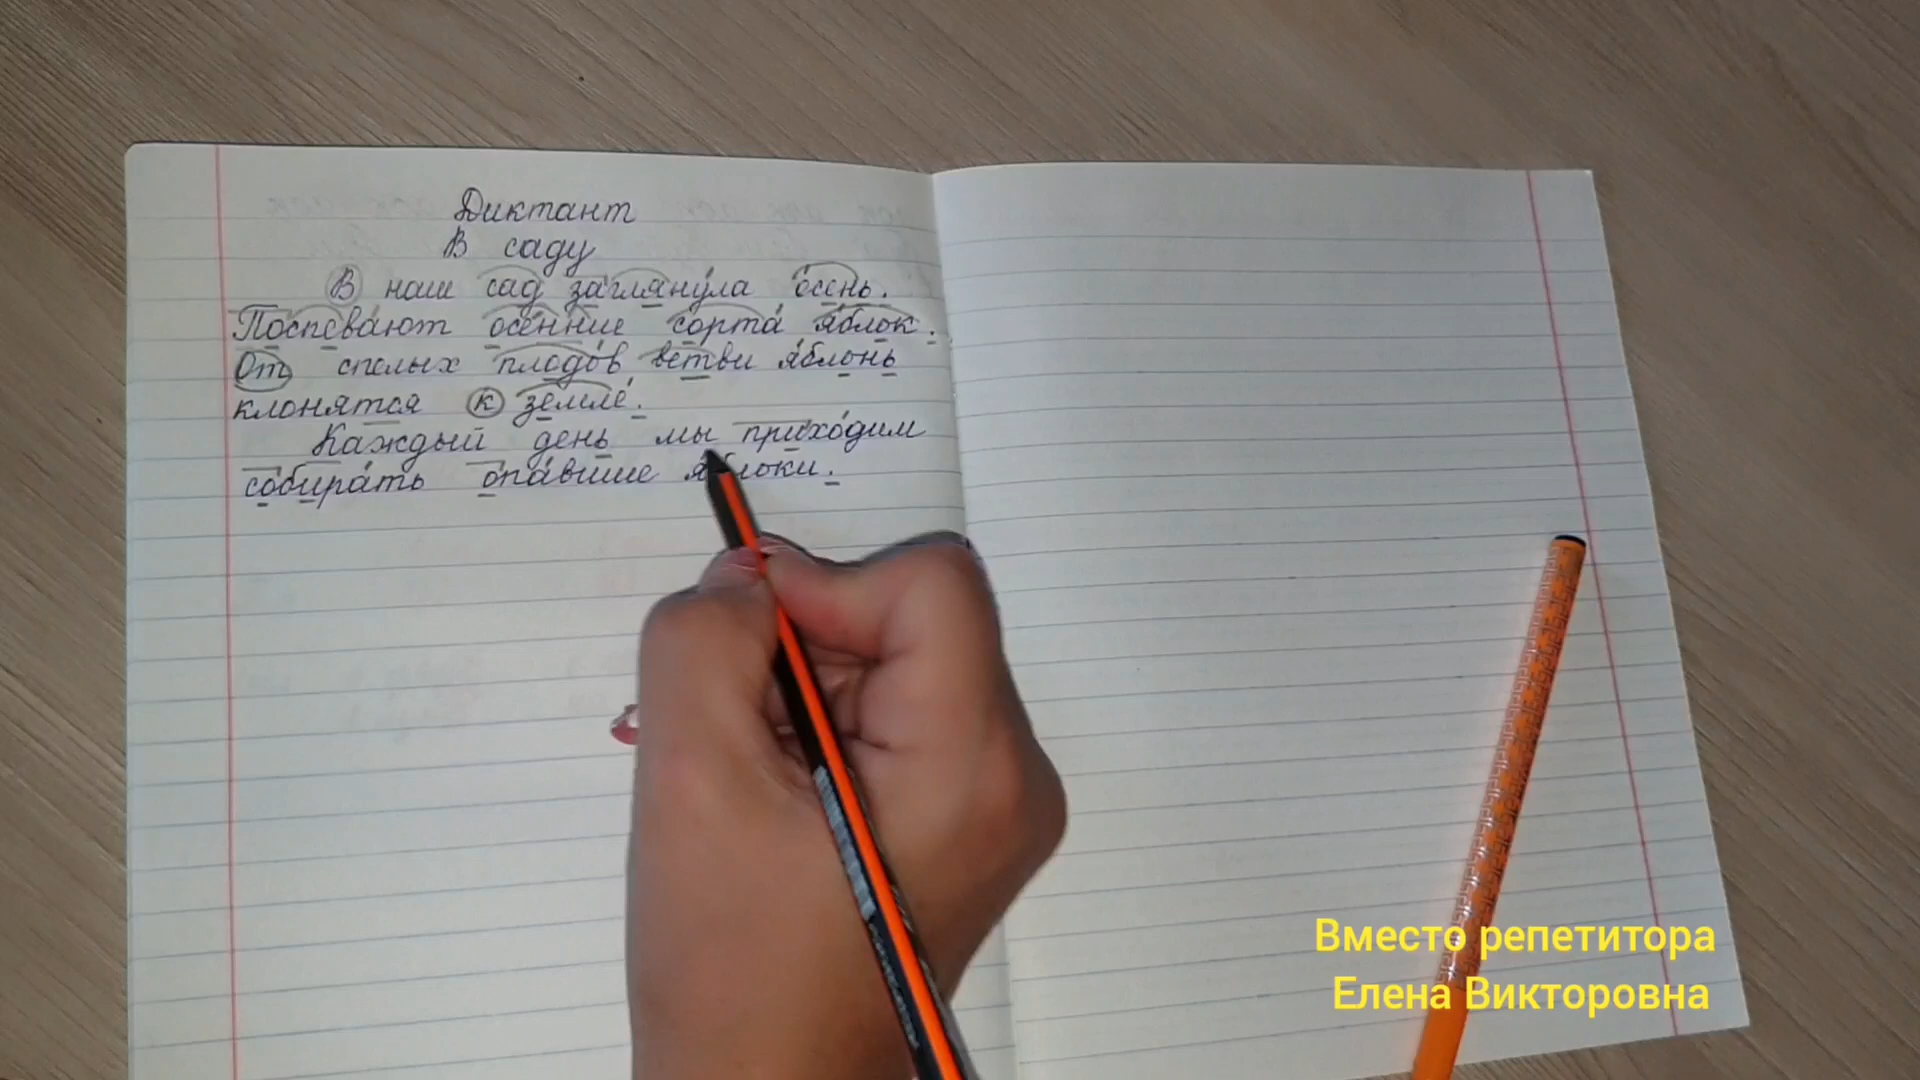 Диктант
В саду
В наш сад заглянула осень.
Поспевают осенние сорта яблок.
От спелых плодов ветви яблонь
клонятся к земле.
Каждый день мы приходим
собирать опавшие яблоки.
Вместо репетитора
Елена Викторовна